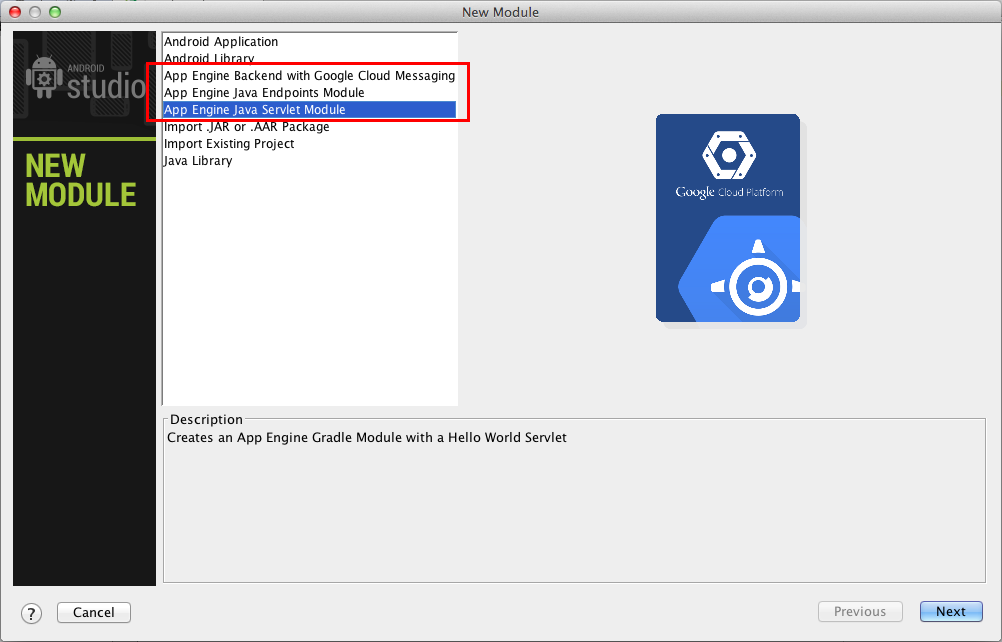 New Module
ANDROID
studio
NEW
MODULE
Android Application
Android Library
App Engine Backend with Google Cloud Messaging
App Engine Java Endpoints Module
App Engine Java Servlet Module
Import .JAR or .AAR Package
Import Existing Project
Java Library
Google Cloud Platform
Description
Creates an App Engine Gradle Module with a Hello World Servlet
?
Cancel
Previous
Next